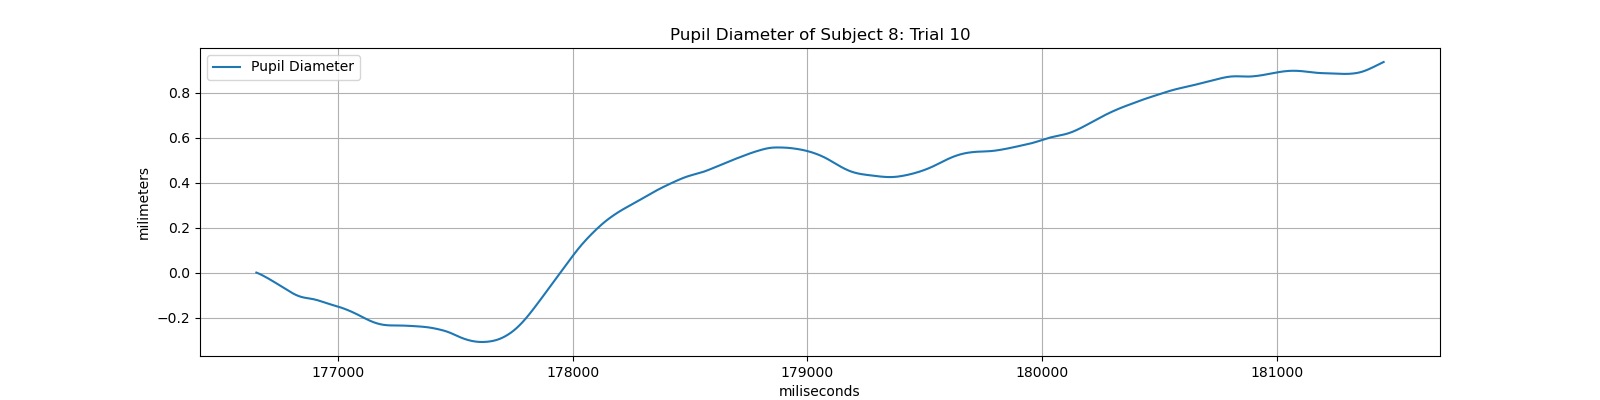 Pupil Diameter of Subject 8: Trial 10
Pupil Diameter
0.8
0.6
0.4
0.2
0.0
−0.2
milimeters
177000 178000 179000 180000 181000
miliseconds